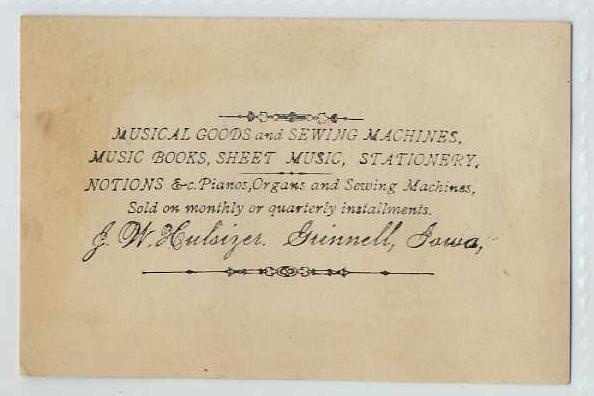 MUSICAL GOODS and SEWING MACHINES,
MUSIC BOOKS, SHEET MUSIC, STATIONERY,
NOTIONS &c. Pianos, Organs and Sewing Machines,
Sold on monthly or quarterly installments.
J. W. Hulsizer. Grinnell, Iowa,